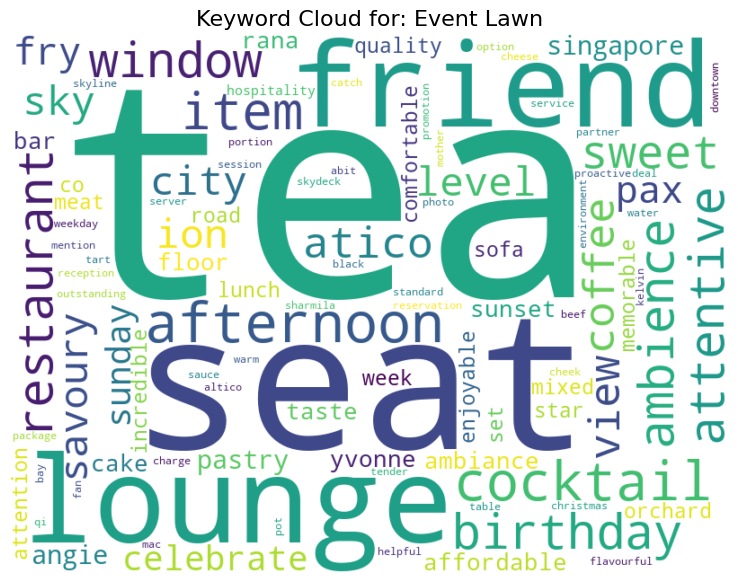 Keyword Cloud for: Event Lawn
fry
window
rana
quality
option
cheese
singapore
downtown
sky
skyline
item
hospitality
catch
friend
service
partner
bar
portion
tea
comfortable
promotion
mother
sweet
co
meat
city
session
skydeck
abit
level
proactive
deal
pax
weekday
server
photo
environment
water
restaurant
mention
ion
road
atico
sofa
coffee
ambience
attentive
tart
floor
black
reception
lunch
standard
memorable
kelvin
outstanding
sharmila
reservation
sunset
beef
savoury
sunday
afternoon
view
incredible
warm
seat
week
enjoyable
cheek
sauce
altico
mixed
taste
set
star
package
cake
pastry
charge
yvonne
ambiance
attention
bay
fan
lounge
tender
cocktail
qi
pot
table
christmas
orchard
birthday
angie
mac
celebrate
helpful
affordable
flavourful